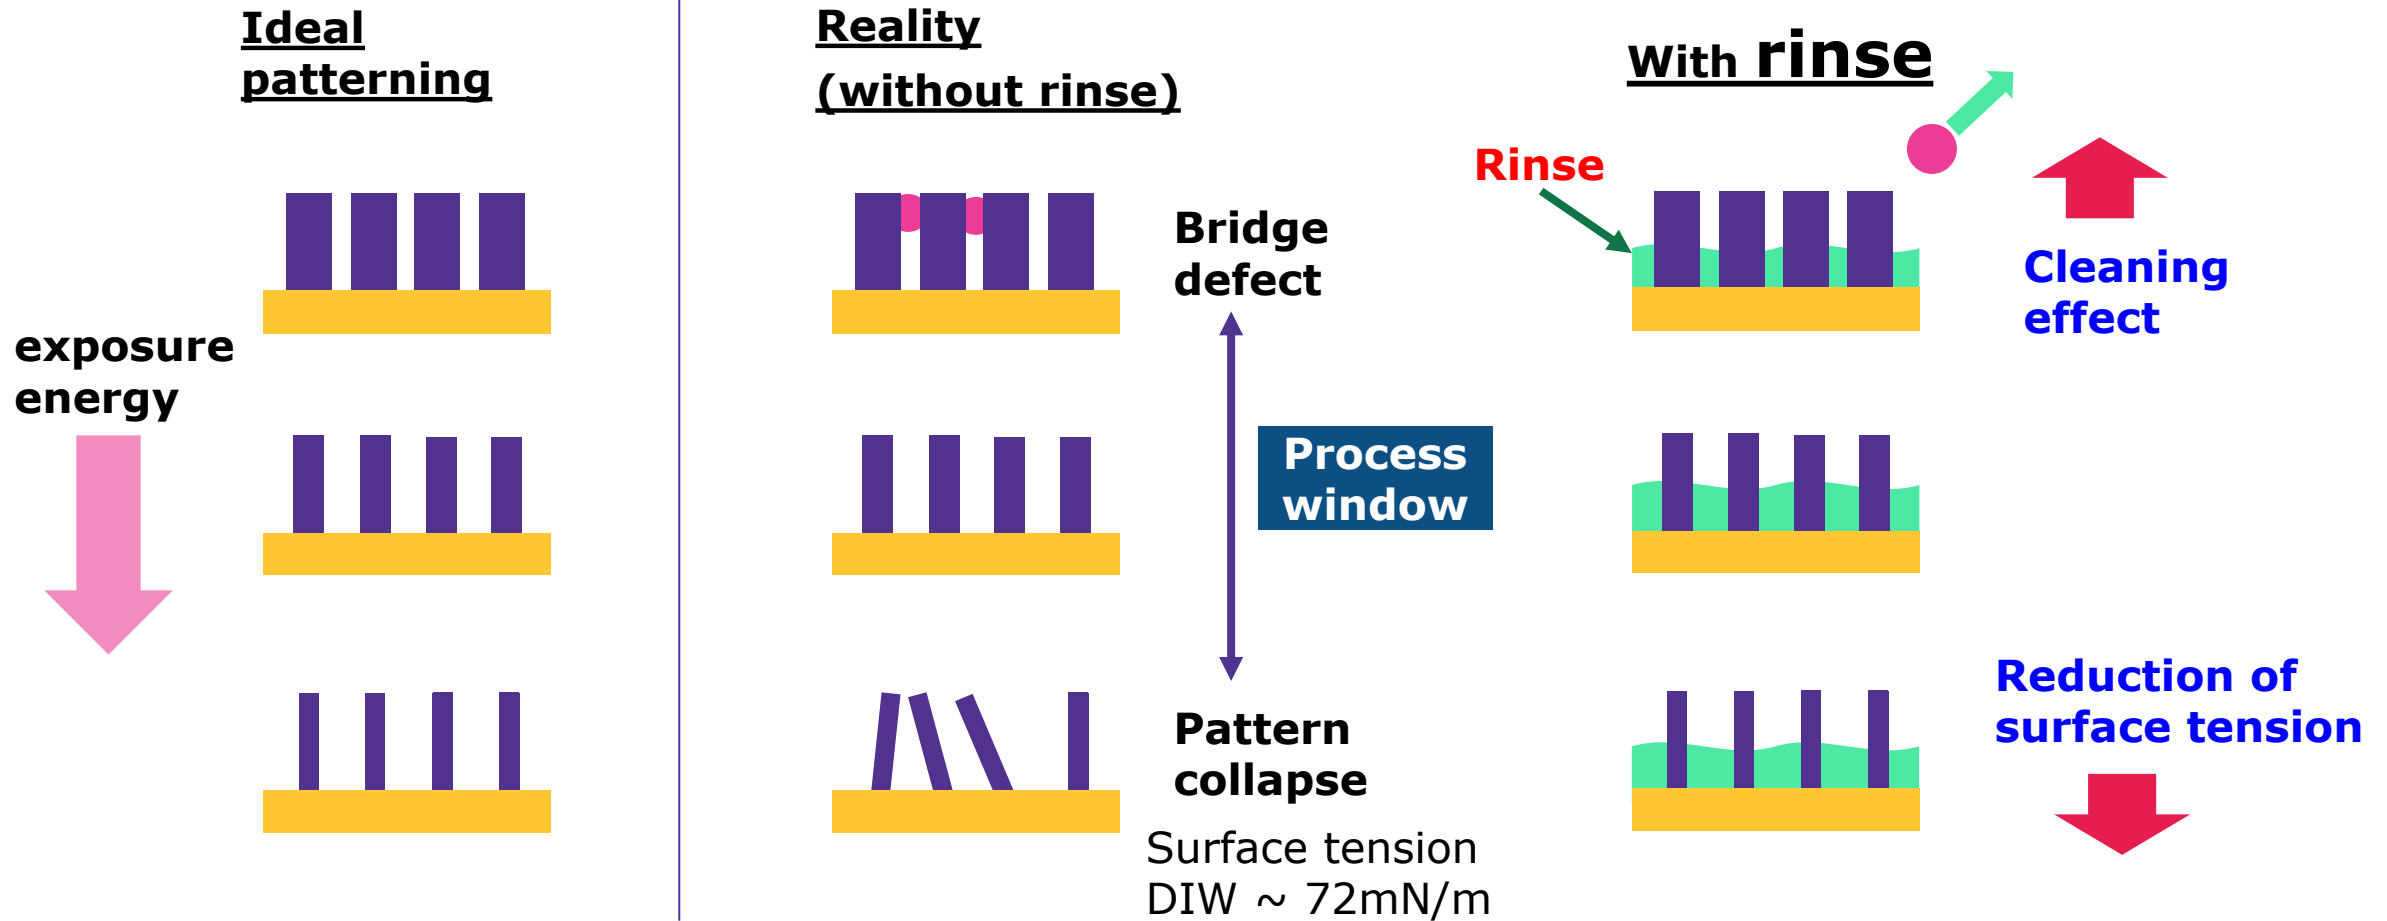 Ideal
patterning
Reality
(without rinse)
With rinse
Rinse
Bridge
defect
Cleaning
effect
exposure
energy
Process
window
Reduction of
surface tension
Pattern
collapse
Surface tension
DIW ~ 72mN/m